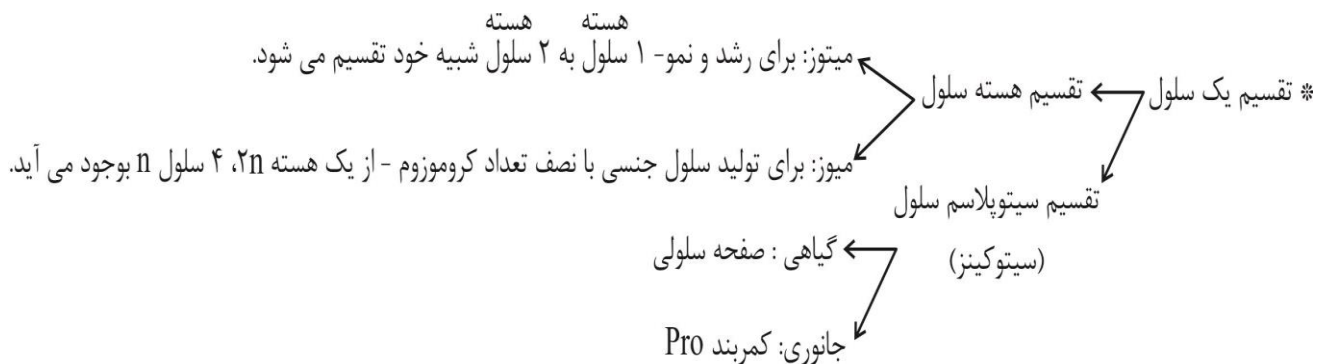 هسته هسته
میتوز: برای رشد و نمو- ۱ سلول به ۲ سلول شبیه خود تقسیم می شود.
* تقسیم یک سلول
تقسیم هسته سلول
میوز: برای تولید سلول جنسی با نصف تعداد کروموزوم - از یک هسته ۲n، ۴ سلول n بوجود می آید.
تقسیم سیتوپلاسم سلول
(سیتوکینز)
گیاهی : صفحه سلولی
جانوری: کمربند Pro